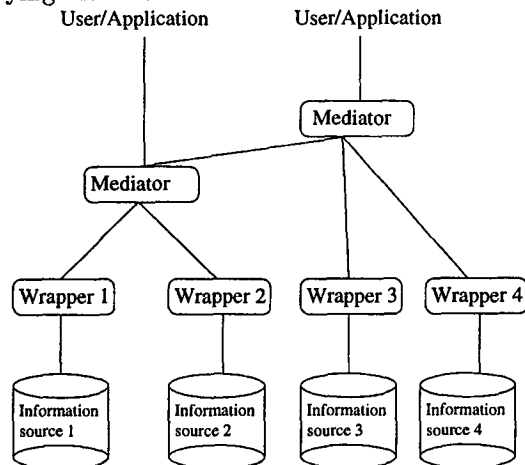 User/Application
User/Application
Mediator
Mediator
Wrapper 1
Wrapper 2
Wrapper 3
Wrapper 4
Information
source 1
Information
source 2
Information
source 3
Information
source 4